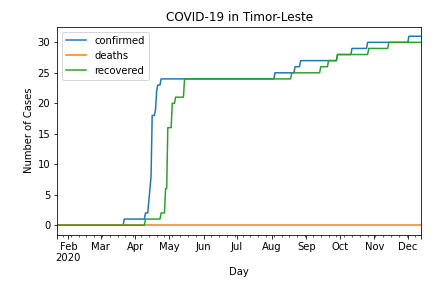 COVID-19 in Timor-Leste
confirmed
deaths
recovered
Number of Cases
30
25
20
15
10
5
0
Feb Mar Apr May Jun Jul Aug Sep Oct Nov Dec
2020
Day